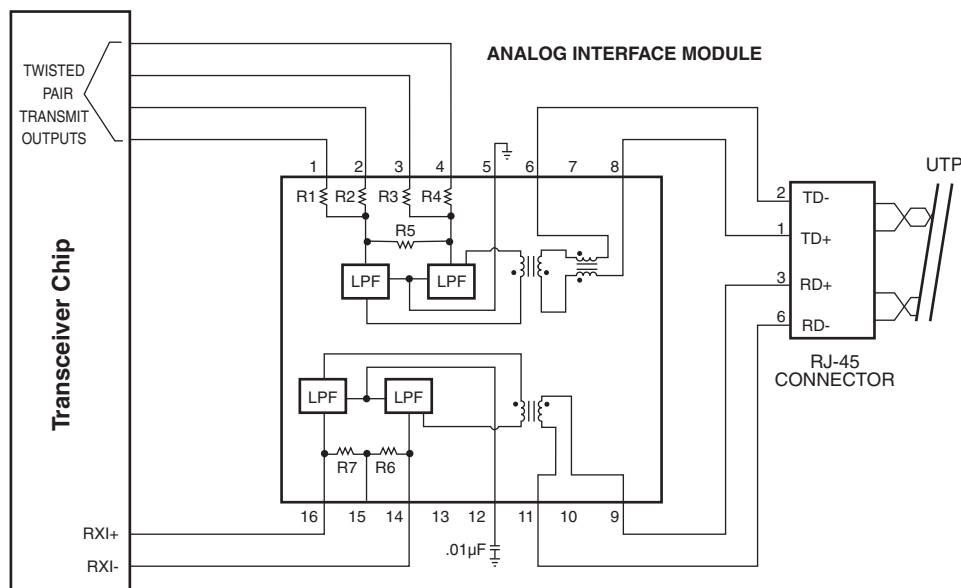 ANALOG INTERFACE MODULE
TWISTED
PAIR
TRANSMIT
OUTPUTS
Transceiver Chip
1 2 3 4 5 6 7 8
R1 R2 R3 R4
R5
LPF LPF
LPF LPF
R7 R6
16 15 14 13 12 11 10 9
.01µF
RXI+
RXI-
UTP
2 TD-
1 TD+
3 RD+
6 RD-
RJ-45
CONNECTOR